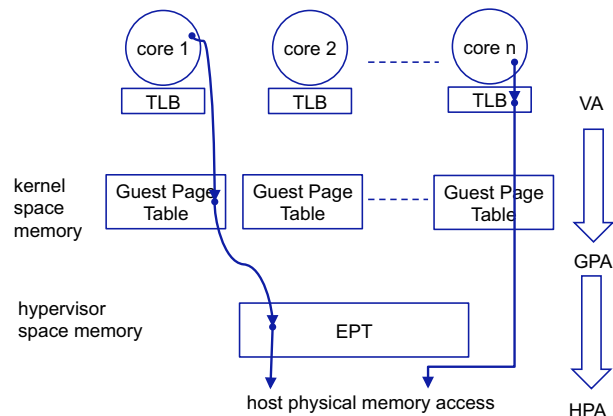 core 1
core 2
core n
TLB
TLB
TLB
VA
kernel
space
memory
Guest Page
Table
Guest Page
Table
Guest Page
Table
GPA
hypervisor
space memory
EPT
host physical memory access
HPA